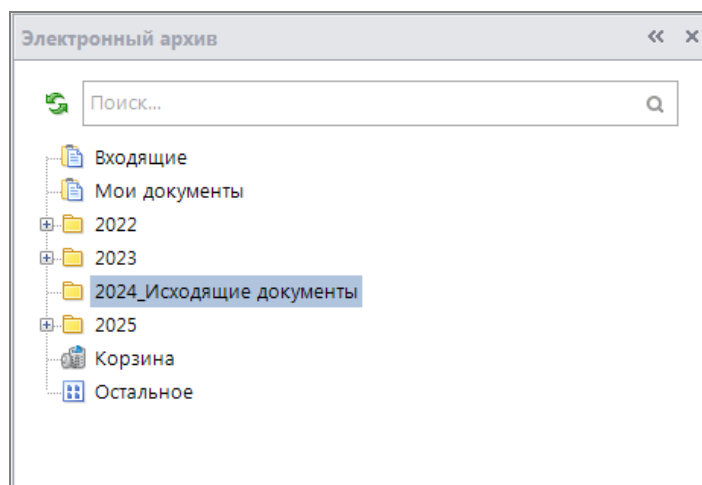 Электронный архив
Поиск...
Входящие
Мои документы
2022
2023
2024_Исходящие документы
2025
Корзина
Остальное